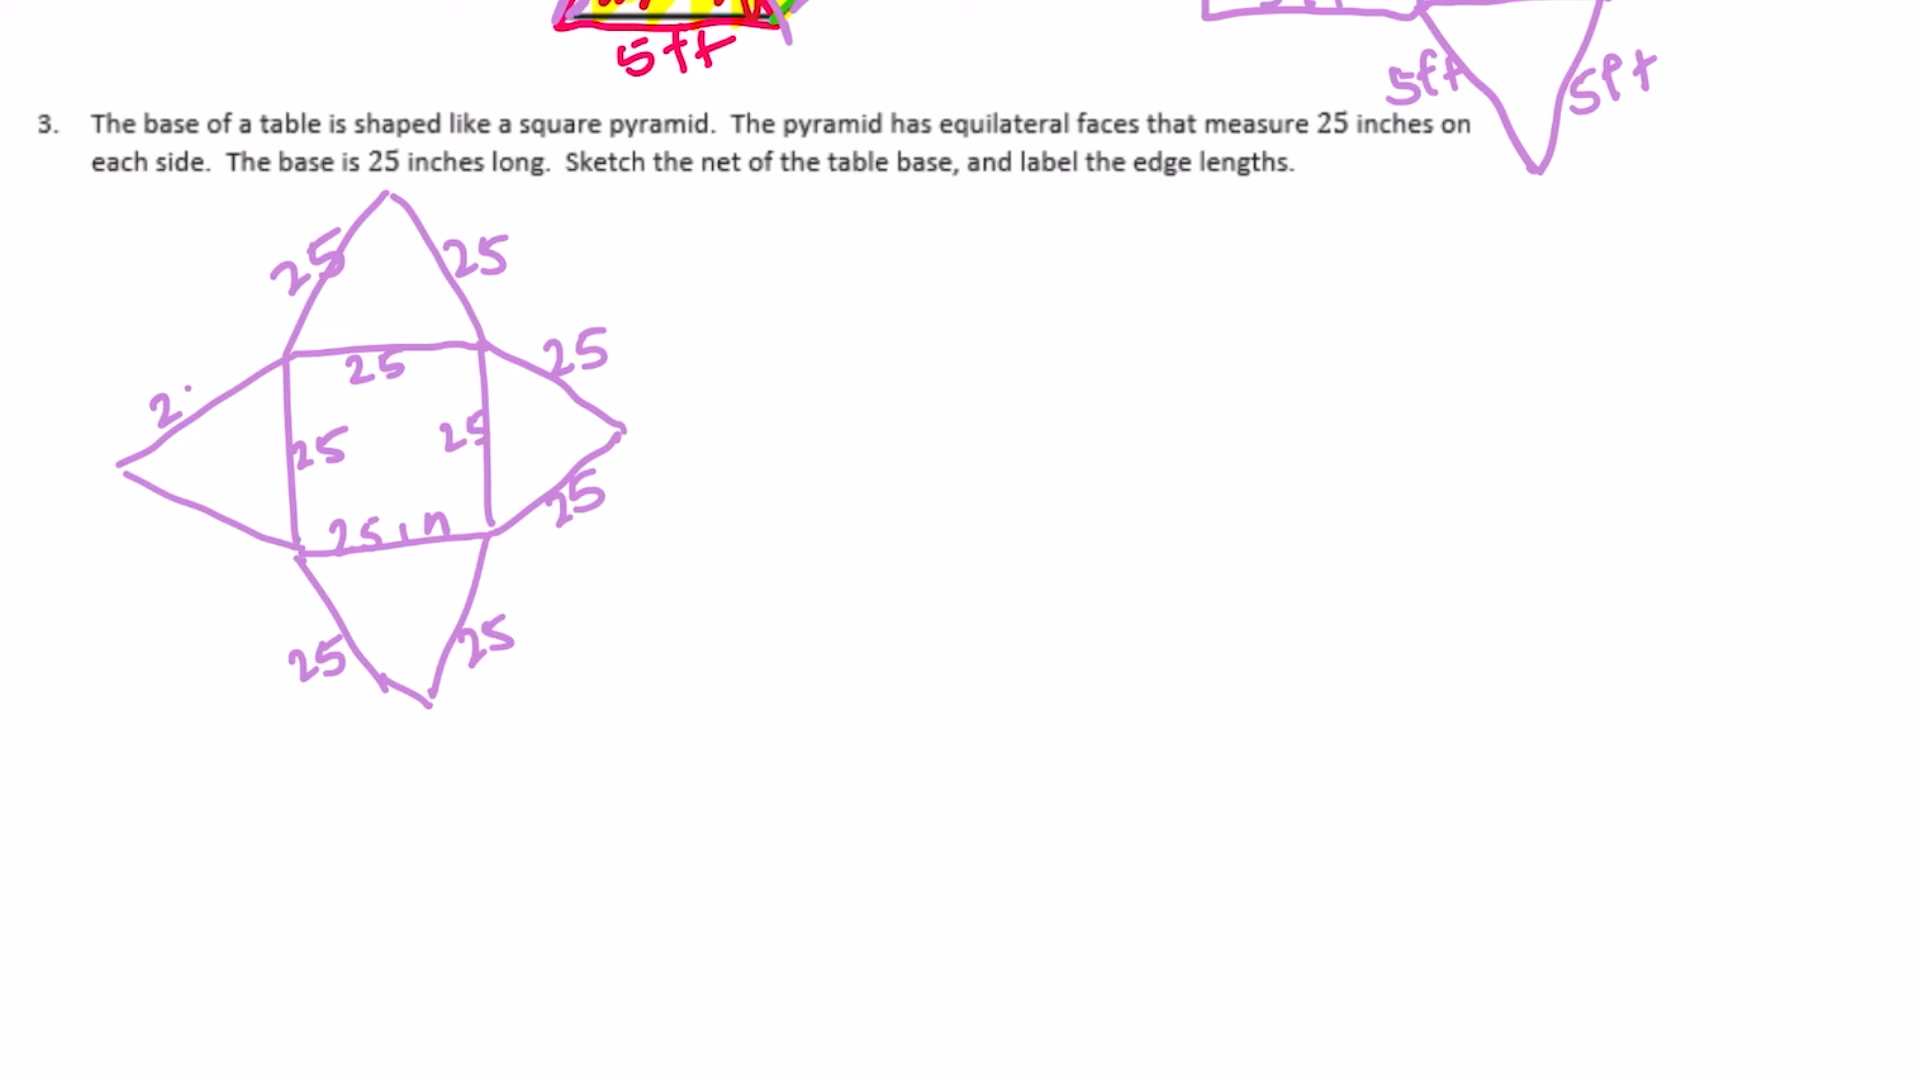 5ft
5ft
5ft
3. The base of a table is shaped like a square pyramid. The pyramid has equilateral faces that measure 25 inches on
each side. The base is 25 inches long. Sketch the net of the table base, and label the edge lengths.
25
25
25
25
2
25
25
25in
25
25
25